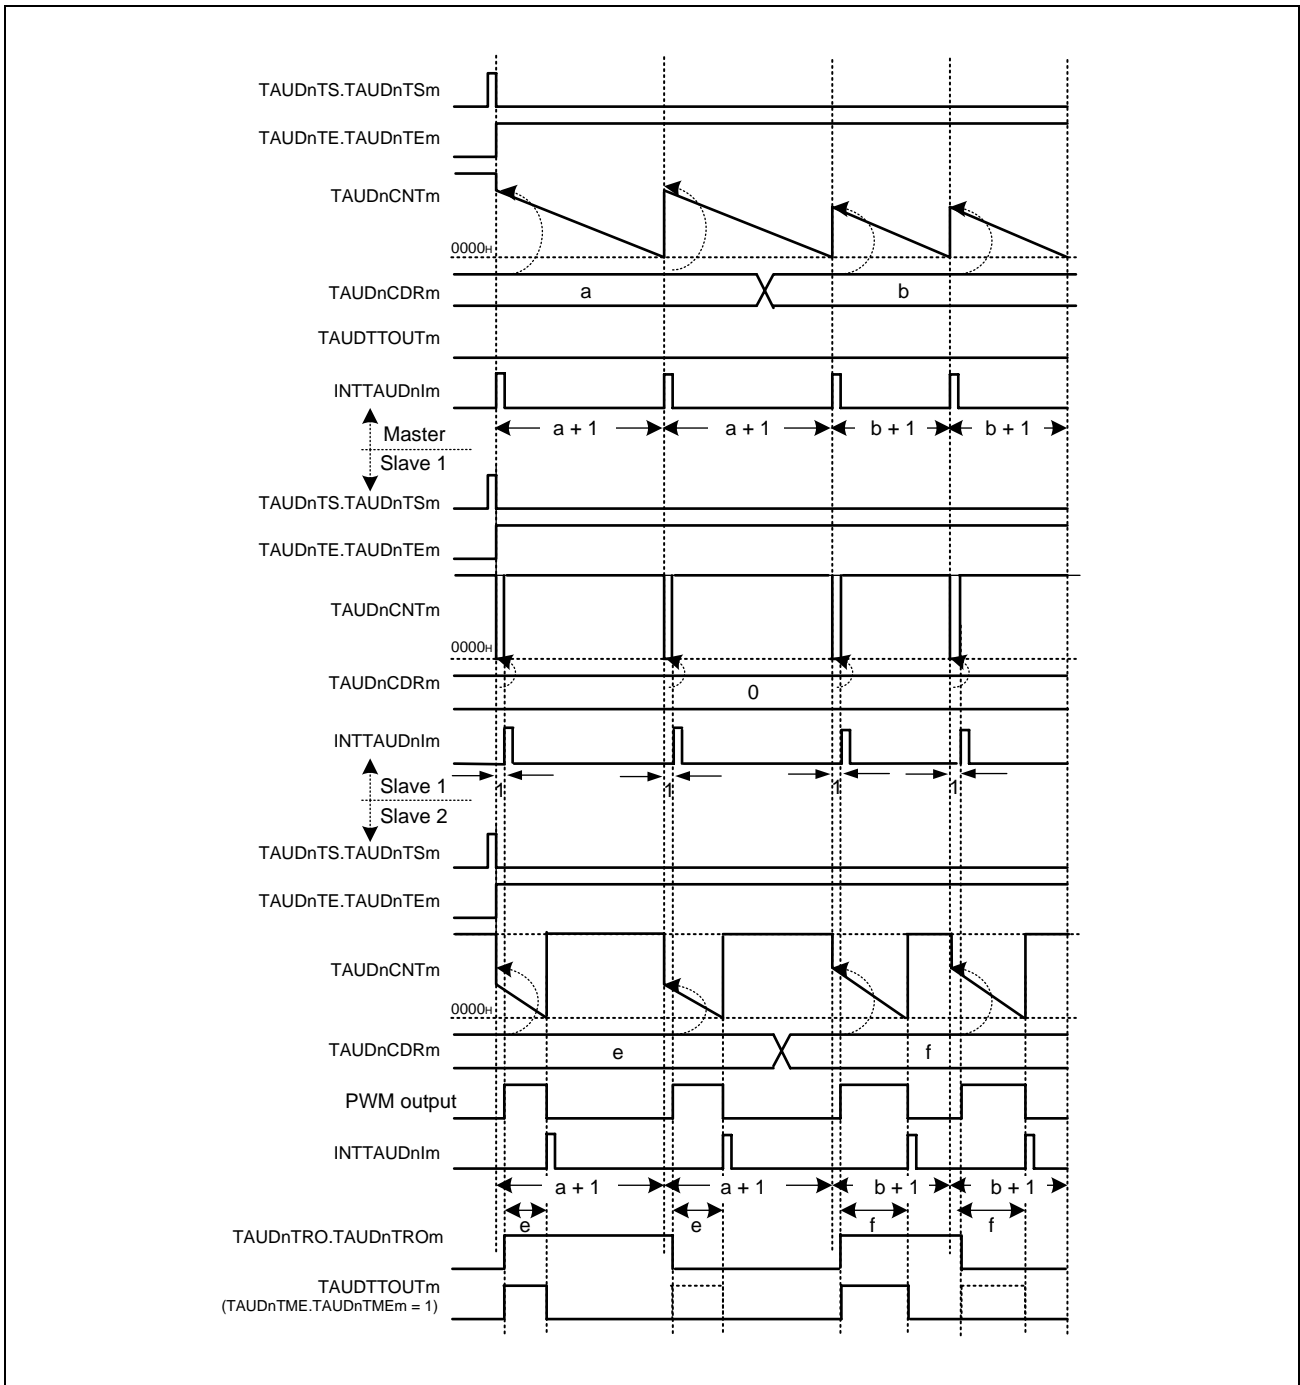 TAUDnTS.TAUDnTSm
TAUDnTE.TAUDnTEm
TAUDnCNTm
0000H
TAUDnCDRm
a
b
TAUDTTOUTm
INTTAUDnIm
a + 1
a + 1
b + 1
b + 1
Master
Slave 1
TAUDnTS.TAUDnTSm
TAUDnTE.TAUDnTEm
TAUDnCNTm
0000H
TAUDnCDRm
0
INTTAUDnIm
1
1
1
1
Slave 1
Slave 2
TAUDnTS.TAUDnTSm
TAUDnTE.TAUDnTEm
TAUDnCNTm
0000H
TAUDnCDRm
e
f
PWM output
INTTAUDnIm
a + 1
a + 1
b + 1
b + 1
e
e
f
f
TAUDnTRO.TAUDnTROm
TAUDTTOUTm
(TAUDnTME.TAUDnTMEm = 1)